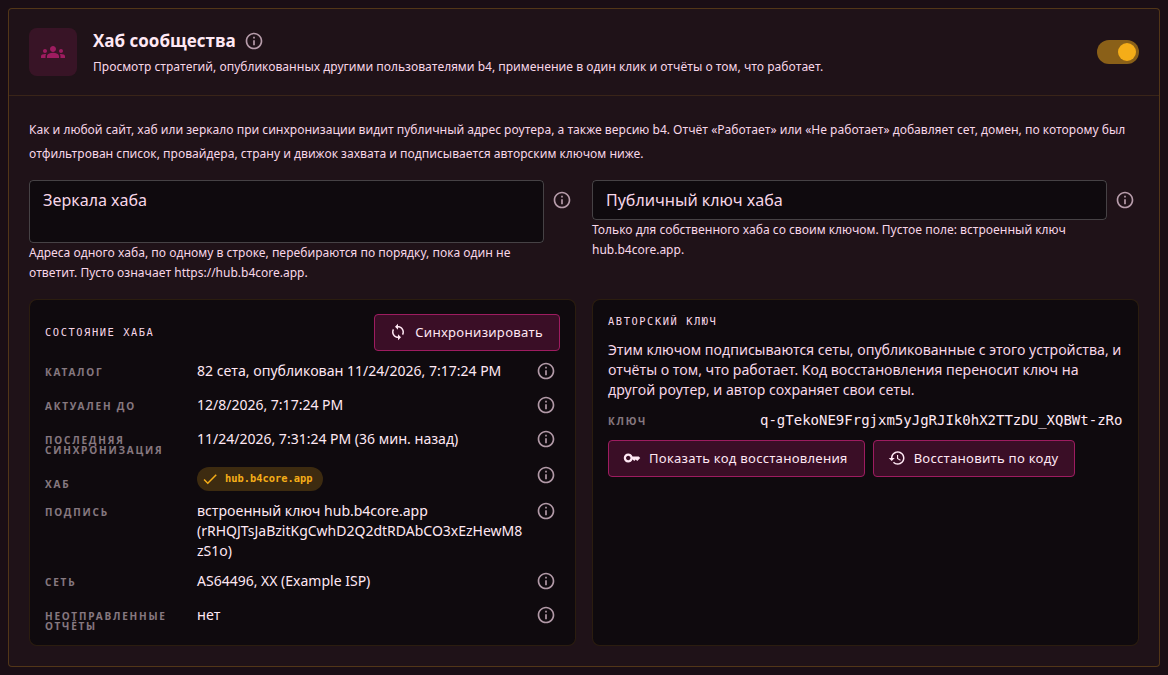 Хаб сообщества
Просмотр стратегий, опубликованных другими пользователями b4, применение в один клик и отчёты о том, что работает.
Как и любой сайт, хаб или зеркало при синхронизации видит публичный адрес роутера, а также версию b4. Отчёт «Работает» или «Не работает» добавляет сет, домен, по которому был
отфильтрован список, провайдера, страну и движок захвата и подписывается авторским ключом ниже.
Зеркала хаба
Адреса одного хаба, по одному в строке, перебираются по порядку, пока один не
ответит. Пусто означает https://hub.b4core.app.
Публичный ключ хаба
Только для собственного хаба со своим ключом. Пустое поле: встроенный ключ
hub.b4core.app.
СОСТОЯНИЕ ХАБА
Синхронизировать
КАТАЛОГ
82 сета, опубликован 11/24/2026, 7:17:24 PM
АКТУАЛЕН ДО
12/8/2026, 7:17:24 PM
ПОСЛЕДНЯЯ
СИНХРОНИЗАЦИЯ
11/24/2026, 7:31:24 PM (36 мин. назад)
ХАБ
hub.b4core.app
ПОДПИСЬ
встроенный ключ hub.b4core.app
(rRHQJTsJaBzitKgCwhD2Q2dtRDAbCO3xEzHewM8
zS1o)
СЕТЬ
AS64496, XX (Example ISP)
НЕОТПРАВЛЕННЫЕ
ОТЧЁТЫ
нет
АВТОРСКИЙ КЛЮЧ
Этим ключом подписываются сеты, опубликованные с этого устройства, и
отчёты о том, что работает. Код восстановления переносит ключ на
другой роутер, и автор сохраняет свои сеты.
КЛЮЧ
q-gTekoNE9Frgjxm5yJgRJIk0hX2TTzDU_XQBWt-zRo
Показать код восстановления
Восстановить по коду